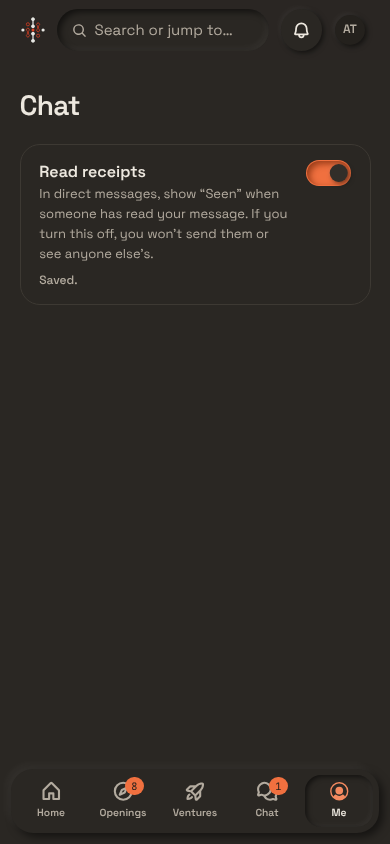 Search or jump to...
AT
Chat
Read receipts
In direct messages, show “Seen” when
someone has read your message. If you
turn this off, you won’t send them or
see anyone else’s.
Saved.
8
1
Home
Openings
Ventures
Chat
Me